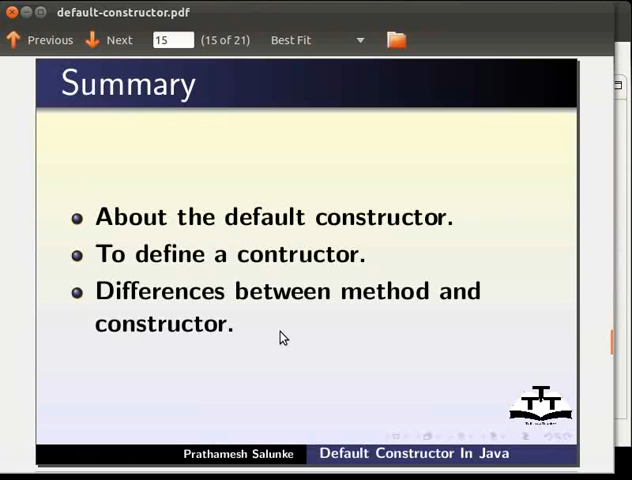 default-constructor.pdf
Previous Next 15 (15 of 21) Best Fit
Summary
About the default constructor.
To define a contructor.
Differences between method and
constructor.
Prathamesh Salunke Default Constructor In Java